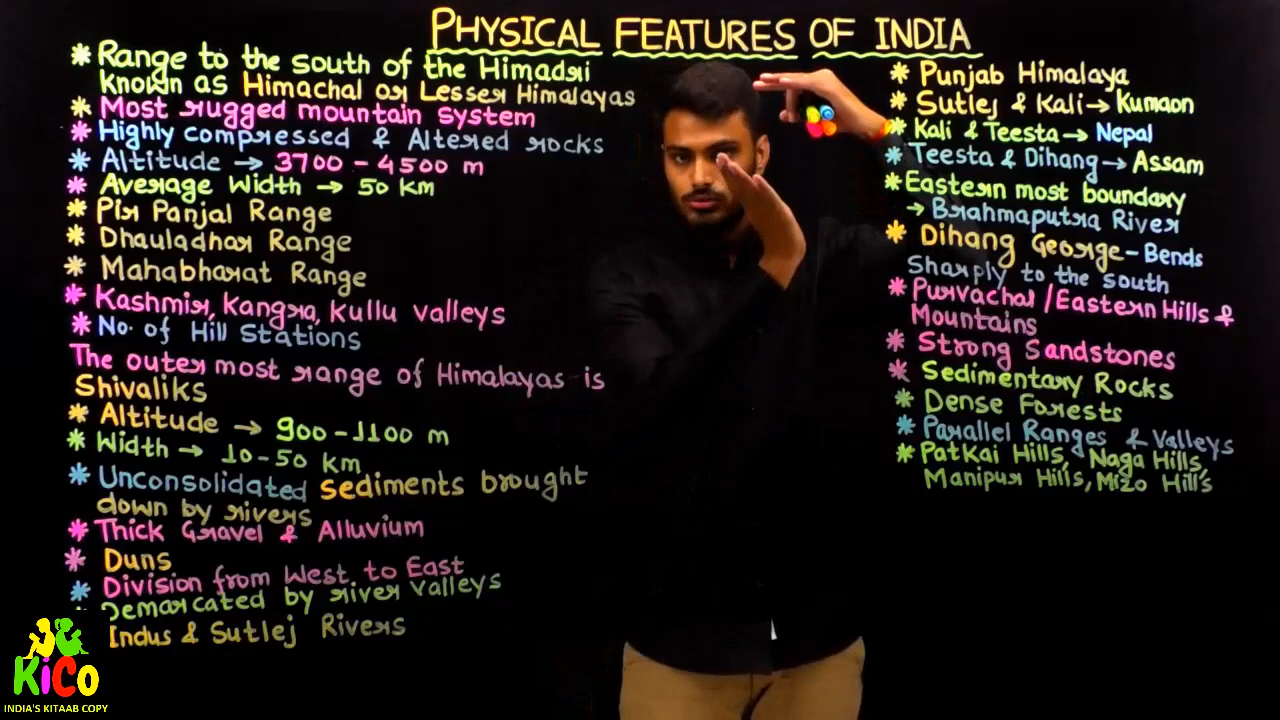 PHYSICAL FEATURES OF INDIA
* Range to the south of the Himadri
known as Himachal or Lesser Himalayas
* Most rugged mountain system
* Highly compressed & Altered rocks
* Altitude → 3700 - 4500 m
* Average Width → 50 km
* Pir Panjal Range
* Dhauladhar Range
* Mahabharat Range
* Kashmir, Kangra, Kullu valleys
* No. of Hill Stations
The outer most range of Himalayas is
Shivaliks
* Altitude → 900 - 1100 m
* Width → 10-50 km
* Unconsolidated sediments brought
down by rivers
* Thick Gravel & Alluvium
* Duns
* Division from West to East
* Demarcated by river valleys
Indus & Sutlej Rivers
* Punjab Himalaya
* Sutlej & Kali → Kumaon
* Kali & Teesta → Nepal
* Teesta & Dihang → Assam
* Eastern most boundary
→ Brahmaputra River
* Dihang George - Bends
Sharply to the south
* Purvachal / Eastern Hills &
Mountains
* Strong Sandstones
* Sedimentary Rocks
* Dense Forests
* Parallel Ranges & Valleys
* Patkai Hills, Naga Hills,
Manipur Hills, Mizo Hills
KiCo
INDIA'S KITAAB COPY